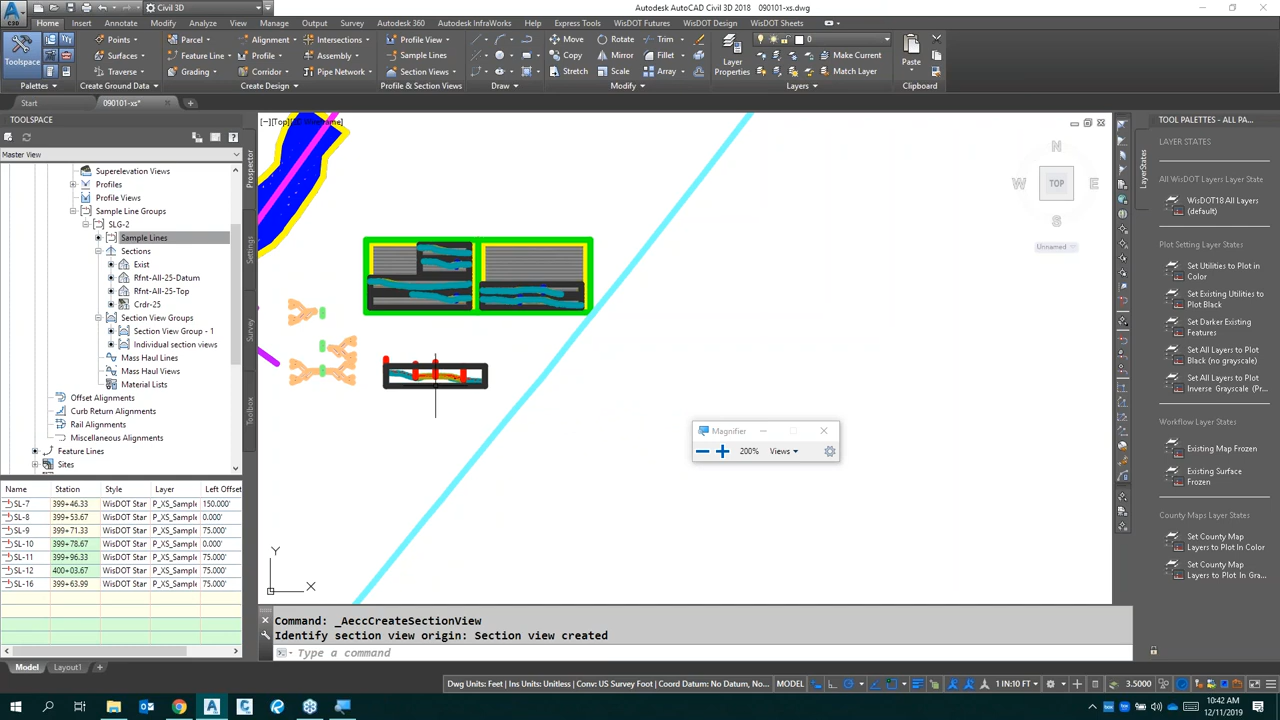 A C3D Civil 3D Autodesk AutoCAD Civil 3D 2018 090101-xs.dwg
Home Insert Annotate Modify Analyze View Manage Output Survey Autodesk 360 Autodesk InfraWorks Help Express Tools WisDOT Futures WisDOT Design WisDOT Sheets
Toolspace Points Parcel Alignment Intersections Profile View Move Rotate Trim 0 Paste
Surfaces Feature Line Profile Assembly Sample Lines Copy Mirror Fillet Layer Properties Make Current
Traverse Grading Corridor Pipe Network Section Views Stretch Scale Array Match Layer
Palettes Create Ground Data Create Design Profile & Section Views Draw Modify Layers Clipboard
Start 090101-xs*
TOOLSPACE
Master View
Superelevation Views
Profiles
Profile Views
Sample Line Groups
SLG-2
Sample Lines
Sections
Exist
Rfnt-All-25-Datum
Rfnt-All-25-Top
Crdr-25
Section View Groups
Section View Group - 1
Individual section views
Mass Haul Lines
Mass Haul Views
Material Lists
Offset Alignments
Curb Return Alignments
Rail Alignments
Miscellaneous Alignments
Feature Lines
Sites
Prospector
Settings
Survey
Toolbox
Name Station Style Layer Left Offset
SL-7 399+46.33 WisDOT Star P_XS_Sample 150.000'
SL-8 399+53.67 WisDOT Star P_XS_Sample 0.000'
SL-9 399+71.33 WisDOT Star P_XS_Sample 75.000'
SL-10 399+78.67 WisDOT Star P_XS_Sample 0.000'
SL-11 399+96.33 WisDOT Star P_XS_Sample 75.000'
SL-12 400+03.67 WisDOT Star P_XS_Sample 75.000'
SL-16 399+63.99 WisDOT Star P_XS_Sample 75.000'
[−][Top]
N
W TOP E
S
Unnamed
Magnifier
200% Views
Y
X
Command: _AeccCreateSectionView
Identify section view origin: Section view created
Type a command
TOOL PALETTES - ALL PA...
LayerStates
LAYER STATES
All WisDOT Layers Layer State
WisDOT18 All Layers (default)
Plot Setting Layer States
Set Utilities to Plot in Color
Set Existing Utilities to Plot Black
Set Darker Existing Features
Set All Layers to Plot Black (no grayscale)
Set All Layers to Plot Inverse Grayscale (Pr...
Workflow Layer States
Existing Map Frozen
Existing Surface Frozen
County Maps Layer States
Set County Map Layers to Plot In Color
Set County Map Layers to Plot In Gra...
Model Layout1 +
Dwg Units: Feet | Ins Units: Unitless | Conv: US Survey Foot | Coord Datum: No Datum, No... MODEL 1 IN:10 FT 3.5000
10:42 AM
12/11/2019